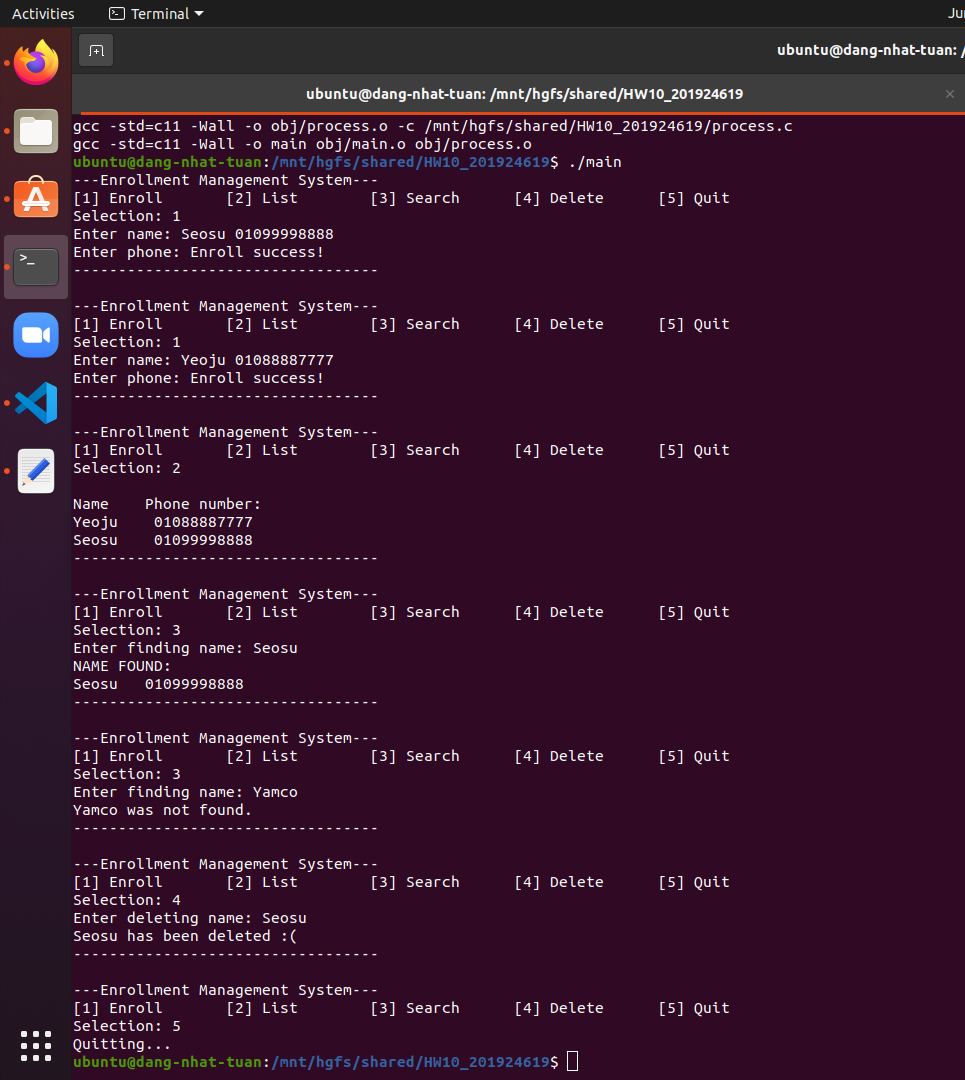 Activities Terminal Ju
ubuntu@dang-nhat-tuan: /
ubuntu@dang-nhat-tuan: /mnt/hgfs/shared/HW10_201924619
gcc -std=c11 -Wall -o obj/process.o -c /mnt/hgfs/shared/HW10_201924619/process.c
gcc -std=c11 -Wall -o main obj/main.o obj/process.o
ubuntu@dang-nhat-tuan:/mnt/hgfs/shared/HW10_201924619$ ./main
---Enrollment Management System---
[1] Enroll       [2] List        [3] Search      [4] Delete      [5] Quit
Selection: 1
Enter name: Seosu 01099998888
Enter phone: Enroll success!
----------------------------------
---Enrollment Management System---
[1] Enroll       [2] List        [3] Search      [4] Delete      [5] Quit
Selection: 1
Enter name: Yeoju 01088887777
Enter phone: Enroll success!
----------------------------------
---Enrollment Management System---
[1] Enroll       [2] List        [3] Search      [4] Delete      [5] Quit
Selection: 2
Name    Phone number:
Yeoju    01088887777
Seosu    01099998888
----------------------------------
---Enrollment Management System---
[1] Enroll       [2] List        [3] Search      [4] Delete      [5] Quit
Selection: 3
Enter finding name: Seosu
NAME FOUND:
Seosu   01099998888
----------------------------------
---Enrollment Management System---
[1] Enroll       [2] List        [3] Search      [4] Delete      [5] Quit
Selection: 3
Enter finding name: Yamco
Yamco was not found.
----------------------------------
---Enrollment Management System---
[1] Enroll       [2] List        [3] Search      [4] Delete      [5] Quit
Selection: 4
Enter deleting name: Seosu
Seosu has been deleted :(
----------------------------------
---Enrollment Management System---
[1] Enroll       [2] List        [3] Search      [4] Delete      [5] Quit
Selection: 5
Quitting...
ubuntu@dang-nhat-tuan:/mnt/hgfs/shared/HW10_201924619$